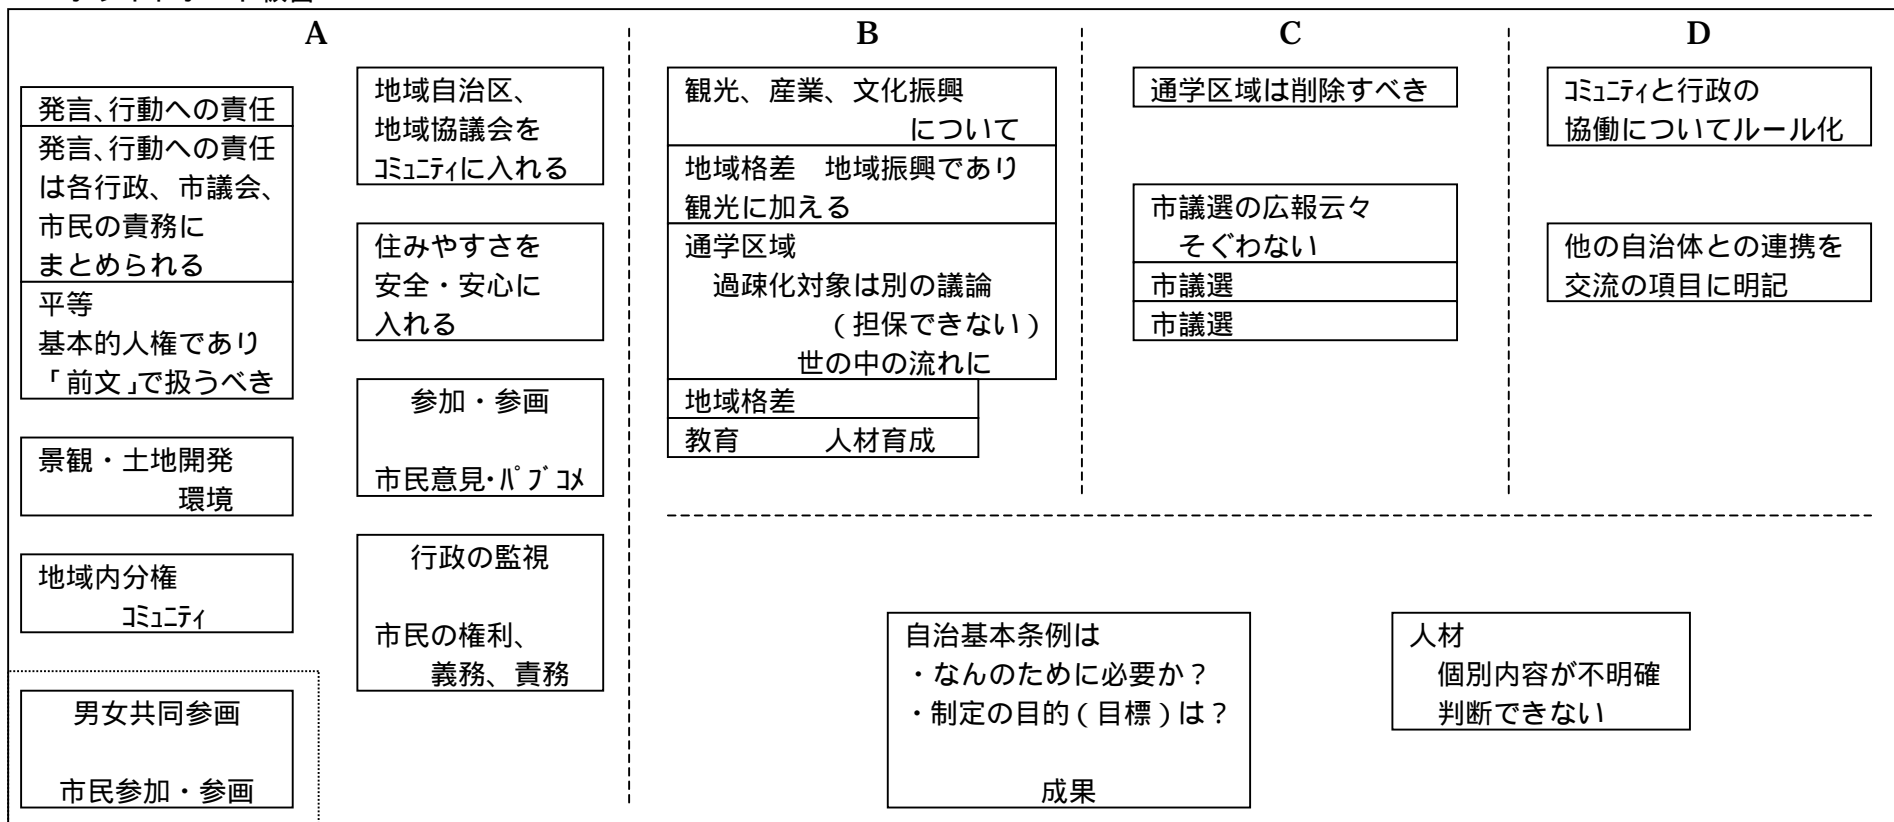 A
発言、行動への責任
発言、行動への責任
は各行政、市議会、
市民の責務に
まとめられる
平等
基本的人権であり
「前文」で扱うべき
景観・土地開発
環境
地域内分権
ｺﾐｭﾆﾃｨ
男女共同参画
市民参加・参画
地域自治区、
地域協議会を
ｺﾐｭﾆﾃｨに入れる
住みやすさを
安全・安心に
入れる
参加・参画
市民意見・ﾊﾟﾌﾞｺﾒ
行政の監視
市民の権利、
義務、責務
B
観光、産業、文化振興
について
地域格差　地域振興であり
観光に加える
通学区域
過疎化対象は別の議論
（担保できない）
世の中の流れに
地域格差
教育　　　人材育成
C
通学区域は削除すべき
市議選の広報云々
そぐわない
市議選
市議選
D
ｺﾐｭﾆﾃｨと行政の
協働についてルール化
他の自治体との連携を
交流の項目に明記
自治基本条例は
・なんのために必要か？
・制定の目的（目標）は？
成果
人材
個別内容が不明確
判断できない